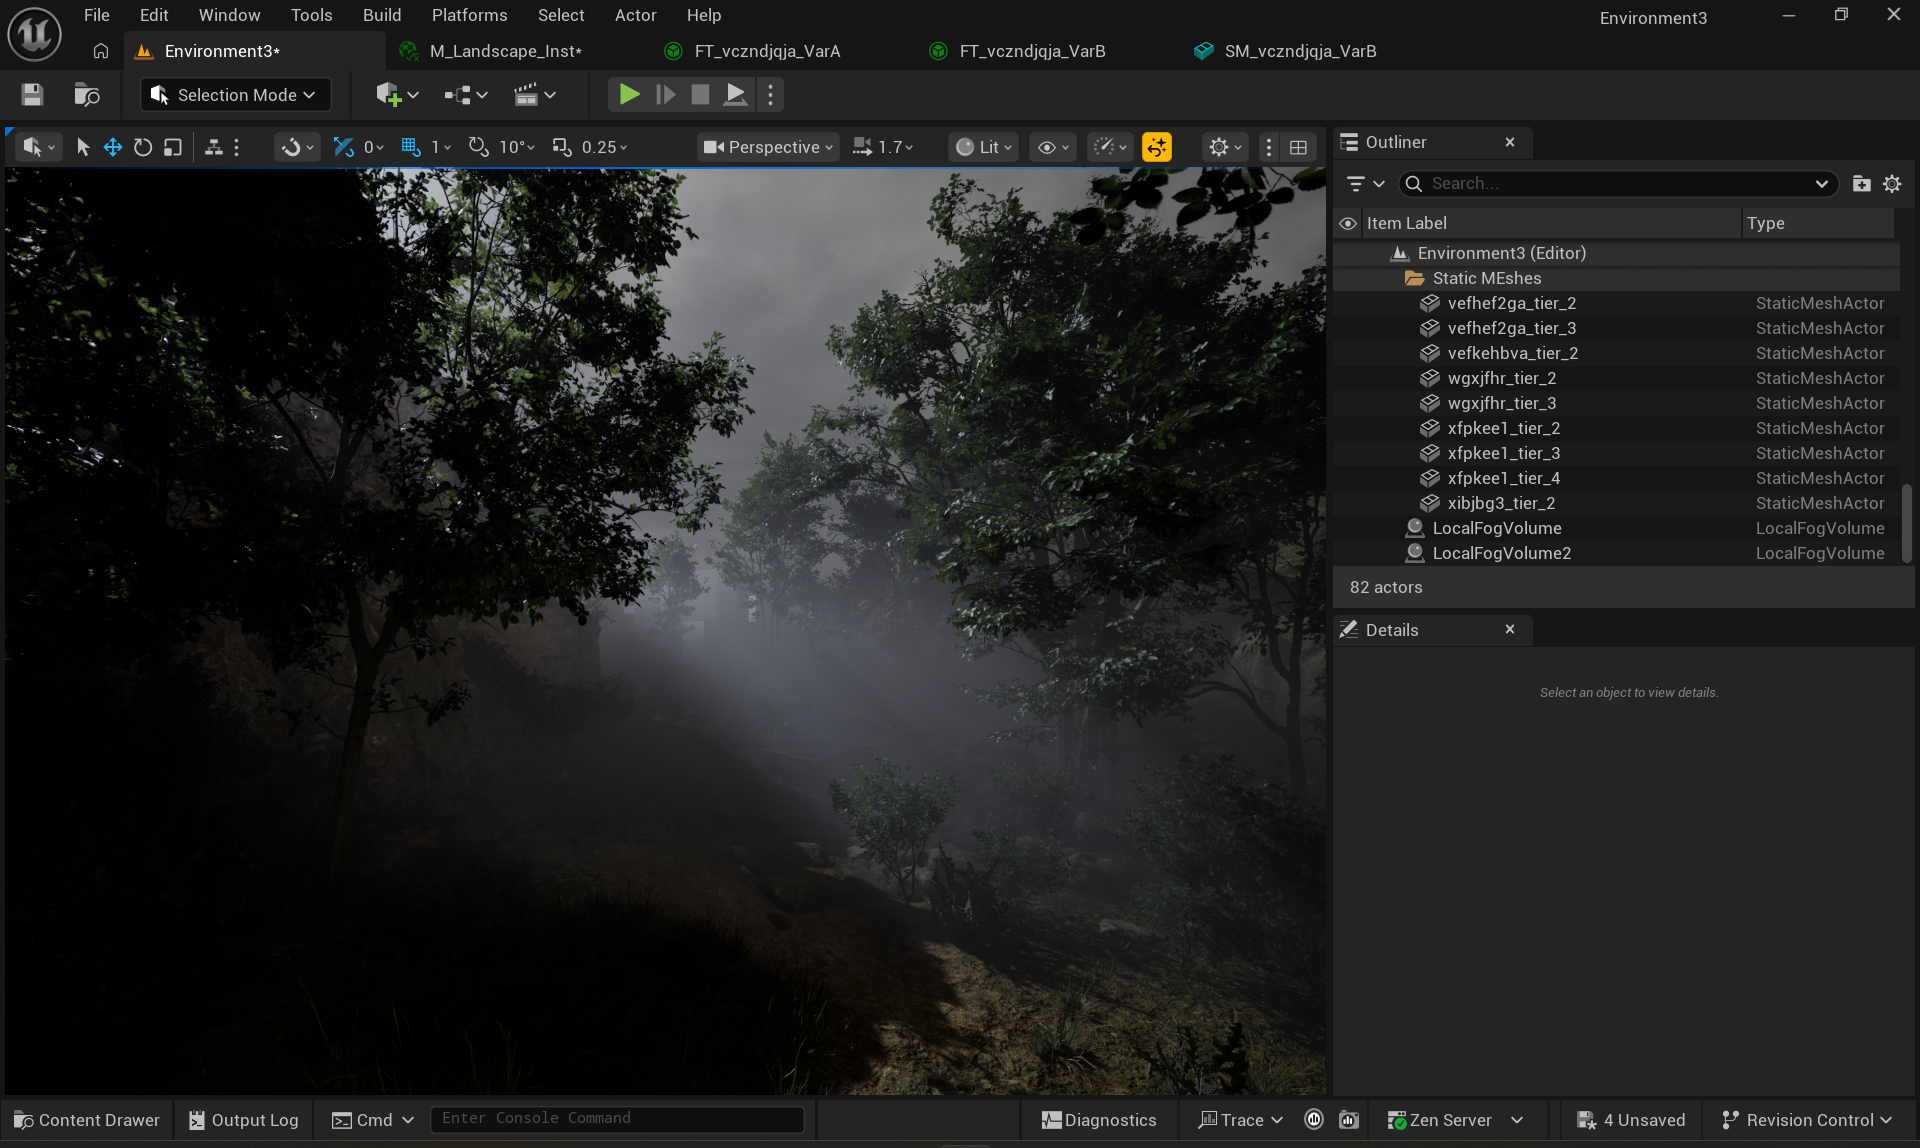 File Edit Window Tools Build Platforms Select Actor Help
Environment3
Environment3*
M_Landscape_Inst*
FT_vczndjqja_VarA
FT_vczndjqja_VarB
SM_vczndjqja_VarB
Selection Mode
0
1
10°
0.25
Perspective
1.7
Lit
Outliner
Search...
Item Label Type
Environment3 (Editor)
Static MEshes
vefhef2ga_tier_2 StaticMeshActor
vefhef2ga_tier_3 StaticMeshActor
vefkehbva_tier_2 StaticMeshActor
wgxjfhr_tier_2 StaticMeshActor
wgxjfhr_tier_3 StaticMeshActor
xfpkee1_tier_2 StaticMeshActor
xfpkee1_tier_3 StaticMeshActor
xfpkee1_tier_4 StaticMeshActor
xibjbg3_tier_2 StaticMeshActor
LocalFogVolume LocalFogVolume
LocalFogVolume2 LocalFogVolume
82 actors
Details
Select an object to view details.
Content Drawer
Output Log
Cmd
Enter Console Command
Diagnostics
Trace
Zen Server
4 Unsaved
Revision Control